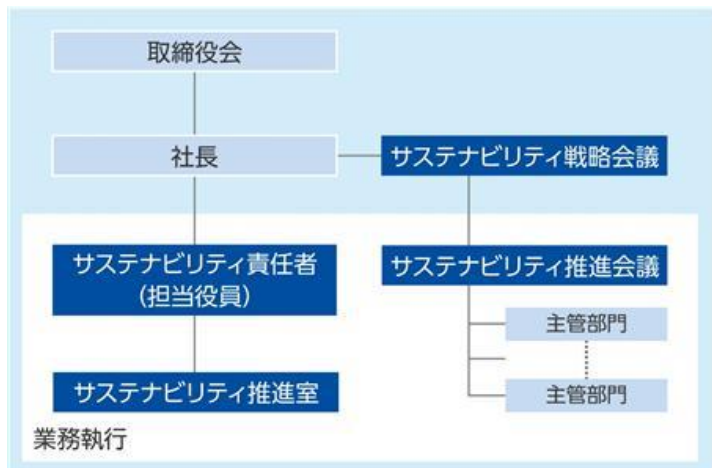 取締役会
社長
サステナビリティ戦略会議
サステナビリティ責任者
(担当役員)
サステナビリティ推進会議
主管部門
サステナビリティ推進室
主管部門
業務執行